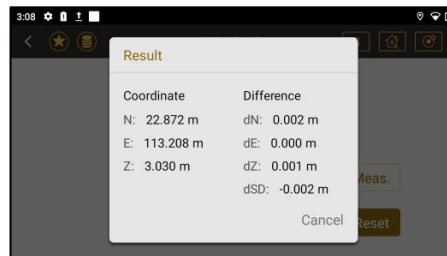 3:08
Result
Coordinate Difference
N: 22.872 m dN: 0.002 m
E: 113.208 m dE: 0.000 m
Z: 3.030 m dZ: 0.001 m
dSD: -0.002 m
Meas.
Cancel
Reset